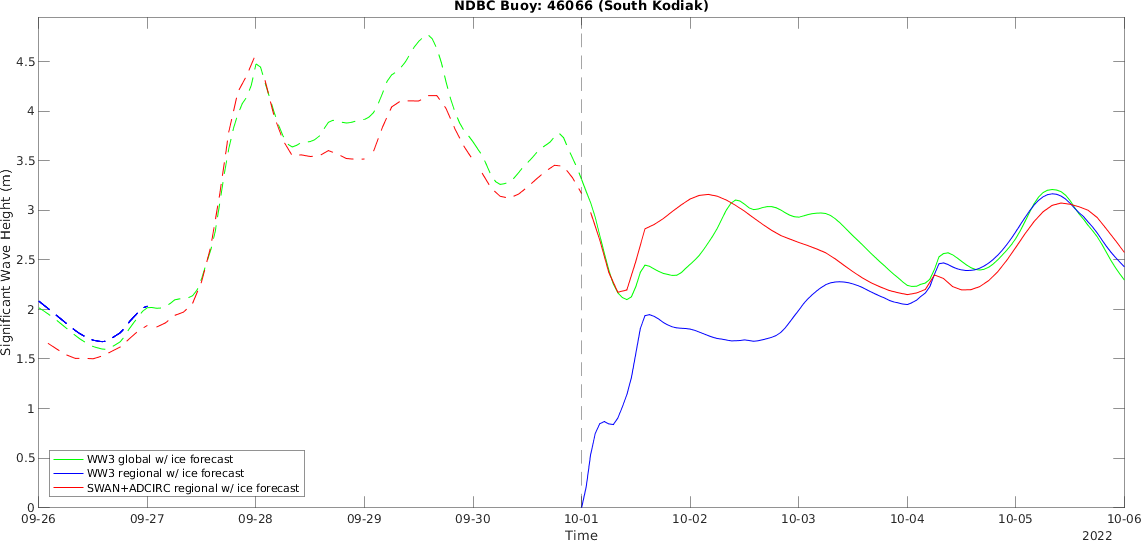 NDBC Buoy: 46066 (South Kodiak)
Significant Wave Height (m)
4.5
4
3.5
3
2.5
2
1.5
1
0.5
0
WW3 global w/ ice forecast
WW3 regional w/ ice forecast
SWAN+ADCIRC regional w/ ice forecast
09-26 09-27 09-28 09-29 09-30 10-01 10-02 10-03 10-04 10-05 10-06
Time
2022